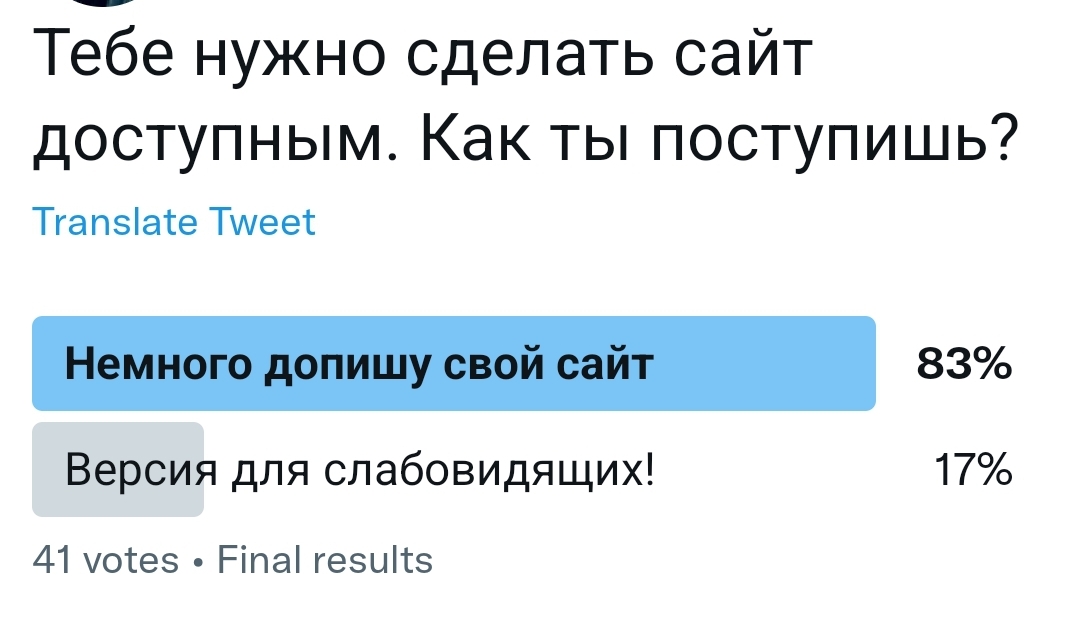 Тебе нужно сделать сайт
доступным. Как ты поступишь?
Translate Tweet
Немного допишу свой сайт 83%
Версия для слабовидящих! 17%
41 votes • Final results